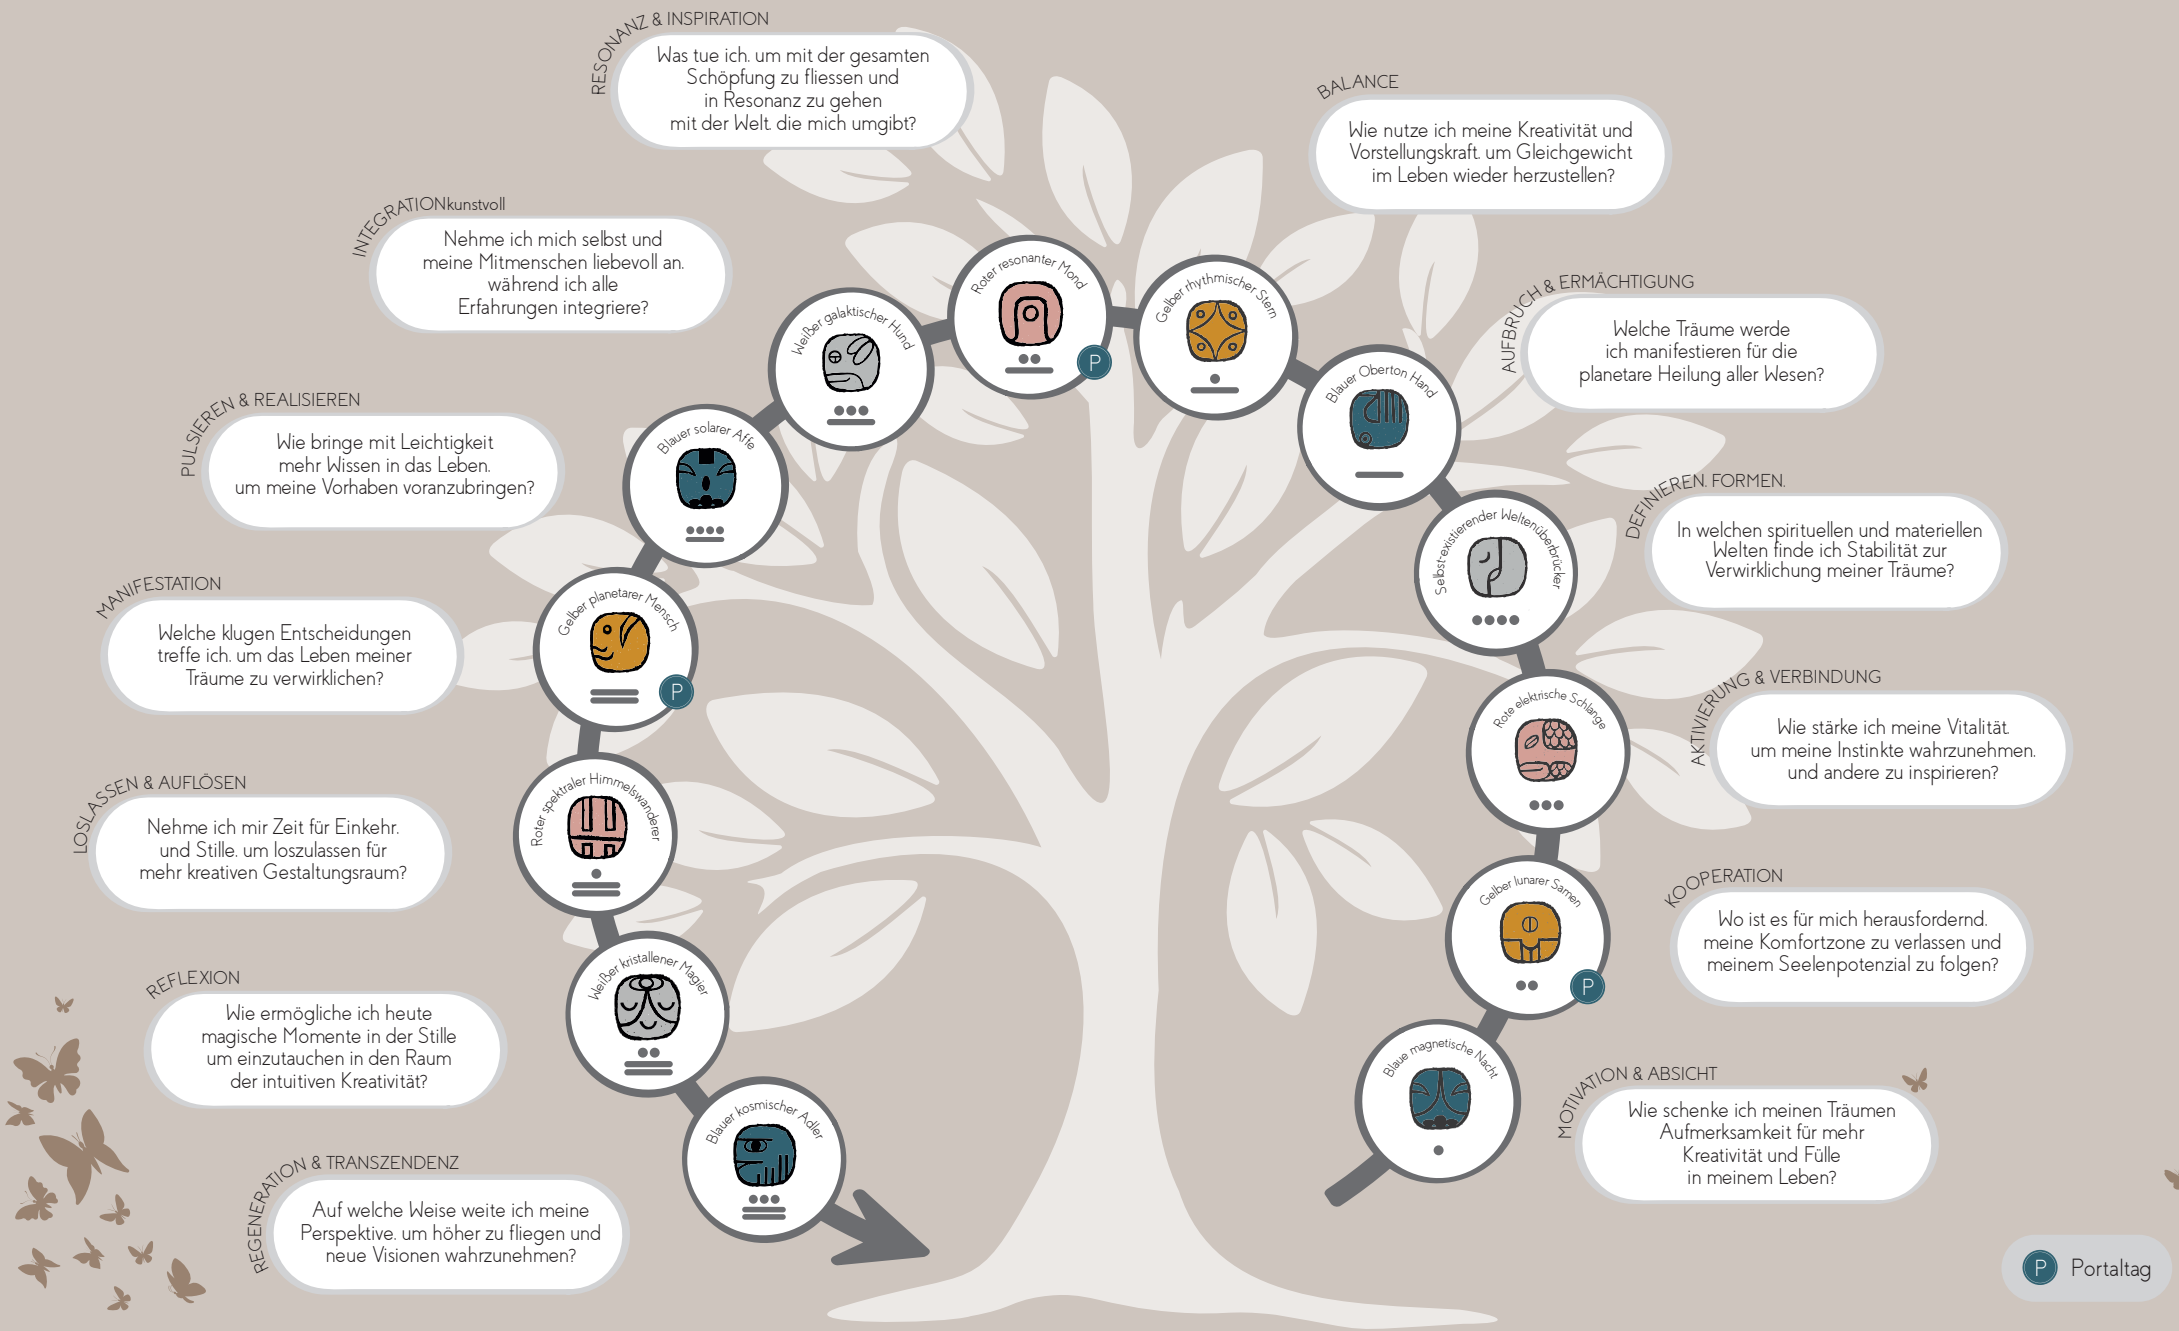 RESONANZ & INSPIRATION
Was tue ich. um mit der gesamten
Schöpfung zu fliessen und
in Resonanz zu gehen
mit der Welt. die mich umgibt?
BALANCE
Wie nutze ich meine Kreativität und
Vorstellungskraft. um Gleichgewicht
im Leben wieder herzustellen?
INTEGRATIONkunstvoll
Nehme ich mich selbst und
meine Mitmenschen liebevoll an.
während ich alle
Erfahrungen integriere?
AUFBRUCH & ERMÄCHTIGUNG
Welche Träume werde
ich manifestieren für die
planetare Heilung aller Wesen?
PULSIEREN & REALISIEREN
Wie bringe mit Leichtigkeit
mehr Wissen in das Leben.
um meine Vorhaben voranzubringen?
DEFINIEREN. FORMEN.
In welchen spirituellen und materiellen
Welten finde ich Stabilität zur
Verwirklichung meiner Träume?
MANIFESTATION
Welche klugen Entscheidungen
treffe ich. um das Leben meiner
Träume zu verwirklichen?
AKTIVIERUNG & VERBINDUNG
Wie stärke ich meine Vitalität.
um meine Instinkte wahrzunehmen.
und andere zu inspirieren?
LOSLASSEN & AUFLÖSEN
Nehme ich mir Zeit für Einkehr.
und Stille. um loszulassen für
mehr kreativen Gestaltungsraum?
KOOPERATION
Wo ist es für mich herausfordernd.
meine Komfortzone zu verlassen und
meinem Seelenpotenzial zu folgen?
REFLEXION
Wie ermögliche ich heute
magische Momente in der Stille
um einzutauchen in den Raum
der intuitiven Kreativität?
MOTIVATION & ABSICHT
Wie schenke ich meinen Träumen
Aufmerksamkeit für mehr
Kreativität und Fülle
in meinem Leben?
REGENERATION & TRANSZENDENZ
Auf welche Weise weite ich meine
Perspektive. um höher zu fliegen und
neue Visionen wahrzunehmen?
Roter resonanter Mond
P
Gelber rhythmischer Stern
Weißer galaktischer Hund
Blauer Oberton Hand
Blauer solarer Affe
Selbst-existierender Weltenüberbrücker
Gelber planetarer Mensch
P
Rote elektrische Schlange
Roter spektraler Himmelswanderer
Gelber lunarer Samen
P
Weißer kristallener Magier
Blaue magnetische Nacht
Blauer kosmischer Adler
P Portaltag